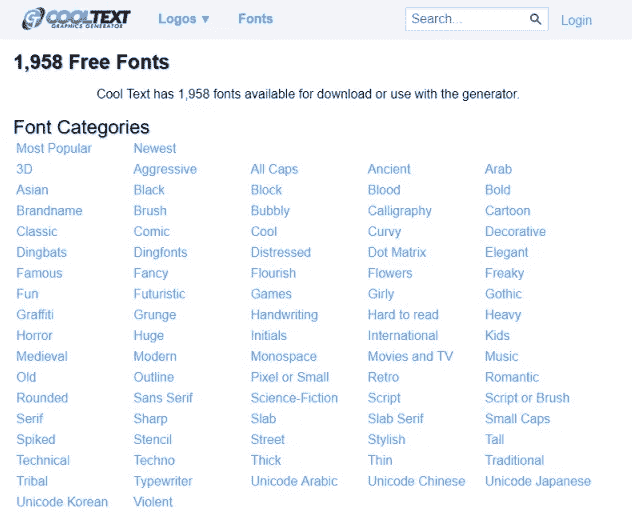 COOLTEXT Logos ▼ Fonts Search... Login
GRAPHICS GENERATOR
1,958 Free Fonts
Cool Text has 1,958 fonts available for download or use with the generator.
Font Categories
Most Popular Newest
3D Aggressive All Caps Ancient Arab
Asian Black Block Blood Bold
Brandname Brush Bubbly Calligraphy Cartoon
Classic Comic Cool Curvy Decorative
Dingbats Dingfonts Distressed Dot Matrix Elegant
Famous Fancy Flourish Flowers Freaky
Fun Futuristic Games Girly Gothic
Graffiti Grunge Handwriting Hard to read Heavy
Horror Huge Initials International Kids
Medieval Modern Monospace Movies and TV Music
Old Outline Pixel or Small Retro Romantic
Rounded Sans Serif Science-Fiction Script Script or Brush
Serif Sharp Slab Slab Serif Small Caps
Spiked Stencil Street Stylish Tall
Technical Techno Thick Thin Traditional
Tribal Typewriter Unicode Arabic Unicode Chinese Unicode Japanese
Unicode Korean Violent